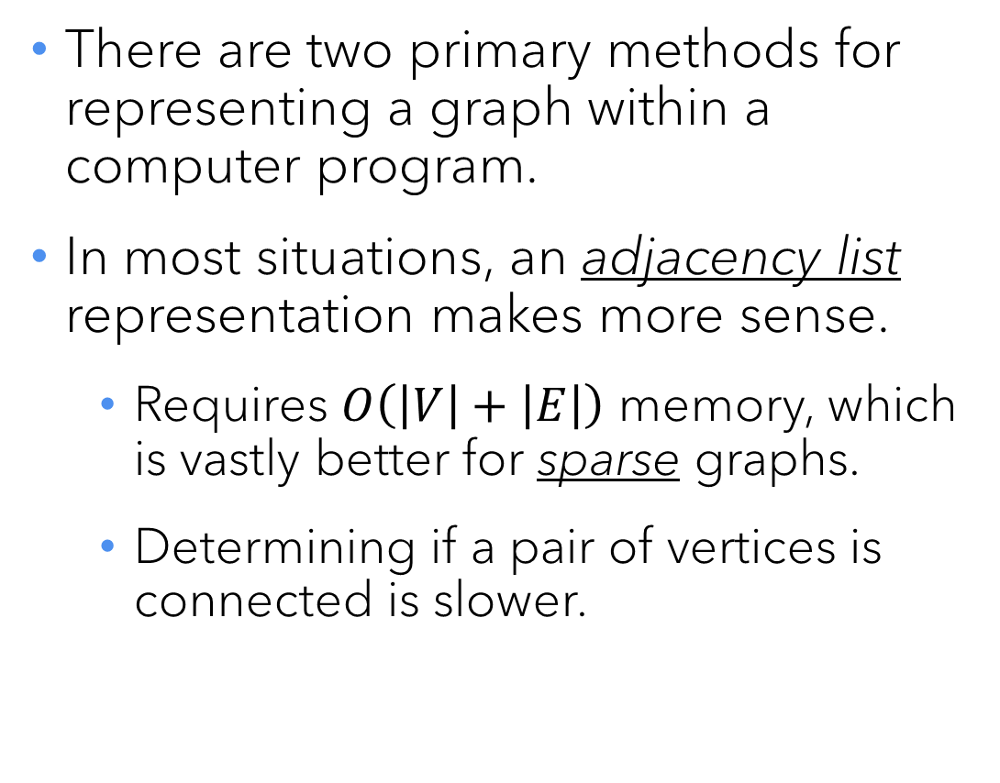 • There are two primary methods for
representing a graph within a
computer program.
• In most situations, an adjacency list
representation makes more sense.
• Requires O(|V| + |E|) memory, which
is vastly better for sparse graphs.
• Determining if a pair of vertices is
connected is slower.